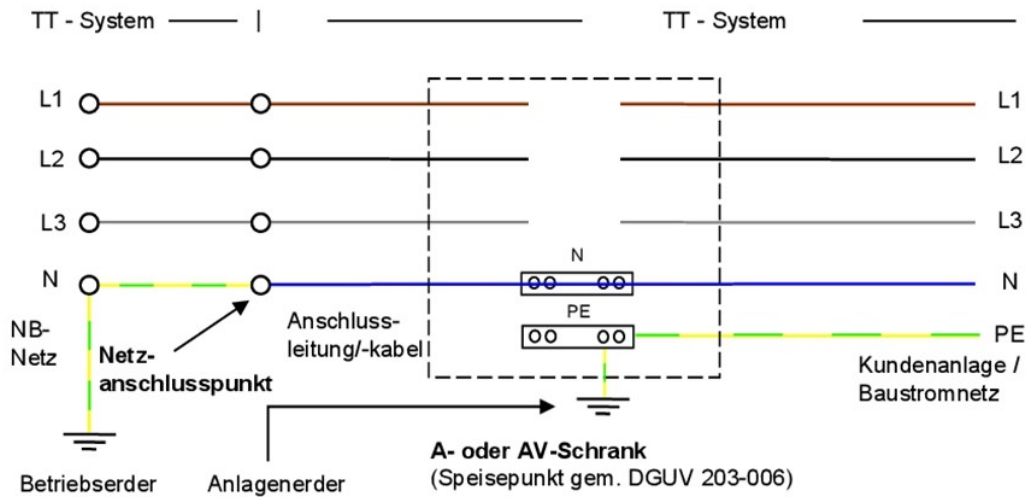 TT - System
TT - System
L1
L1
L2
L2
L3
L3
N
N
N
PE
PE
NB-
Netz
Netz-
anschlusspunkt
Anschluss-
leitung/-kabel
Kundenanlage /
Baustromnetz
A- oder AV-Schrank
(Speisepunkt gem. DGUV 203-006)
Betriebserder
Anlagenerder